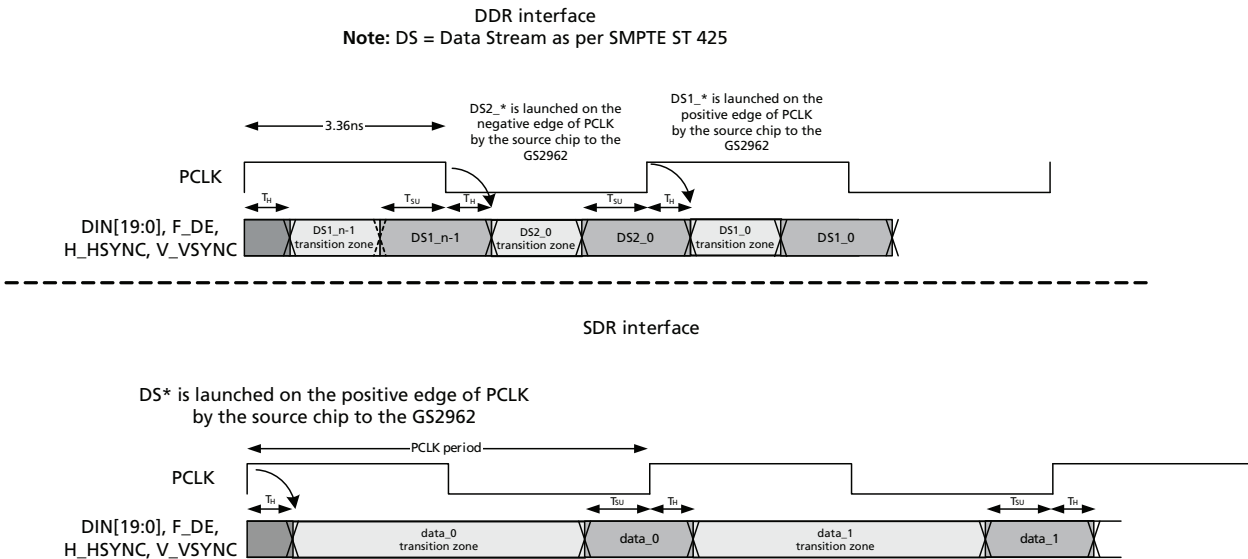 DDR interface
Note: DS = Data Stream as per SMPTE ST 425
DS2_* is launched on the
negative edge of PCLK
by the source chip to the
GS2962
DS1_* is launched on the
positive edge of PCLK
by the source chip to the
GS2962
3.36ns
PCLK
TH
TSU
TH
TSU
TH
DIN[19:0], F_DE,
H_HSYNC, V_VSYNC
DS1_n-1
transition zone
DS1_n-1
DS2_0
transition zone
DS2_0
DS1_0
transition zone
DS1_0
SDR interface
DS* is launched on the positive edge of PCLK
by the source chip to the GS2962
PCLK period
PCLK
TH
TSU
TH
TSU
TH
DIN[19:0], F_DE,
H_HSYNC, V_VSYNC
data_0
transition zone
data_0
data_1
transition zone
data_1